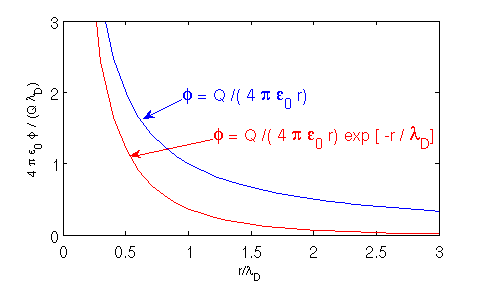 3
ϕ = Q /( 4 π ε0 r)
2
4 π ε0 ϕ / (Q λD)
ϕ = Q /( 4 π ε0 r) exp [ -r / λD]
1
0
0 0.5 1 1.5 2 2.5 3
r/λD